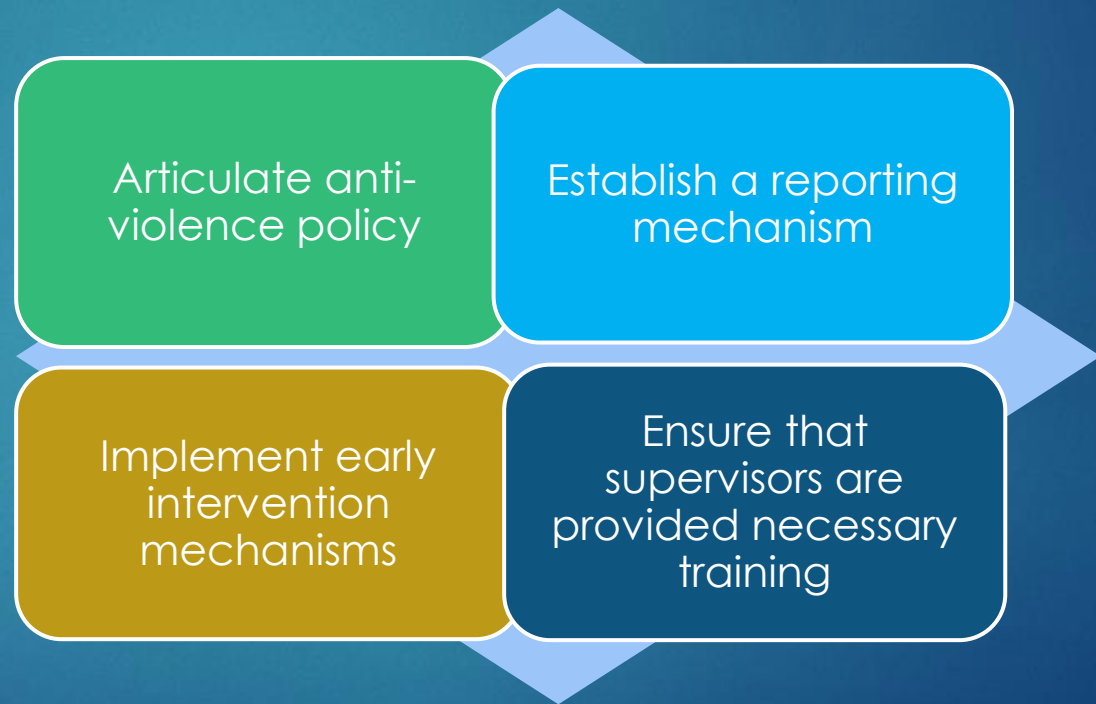 Articulate anti-
violence policy
Establish a reporting
mechanism
Implement early
intervention
mechanisms
Ensure that
supervisors are
provided necessary
training